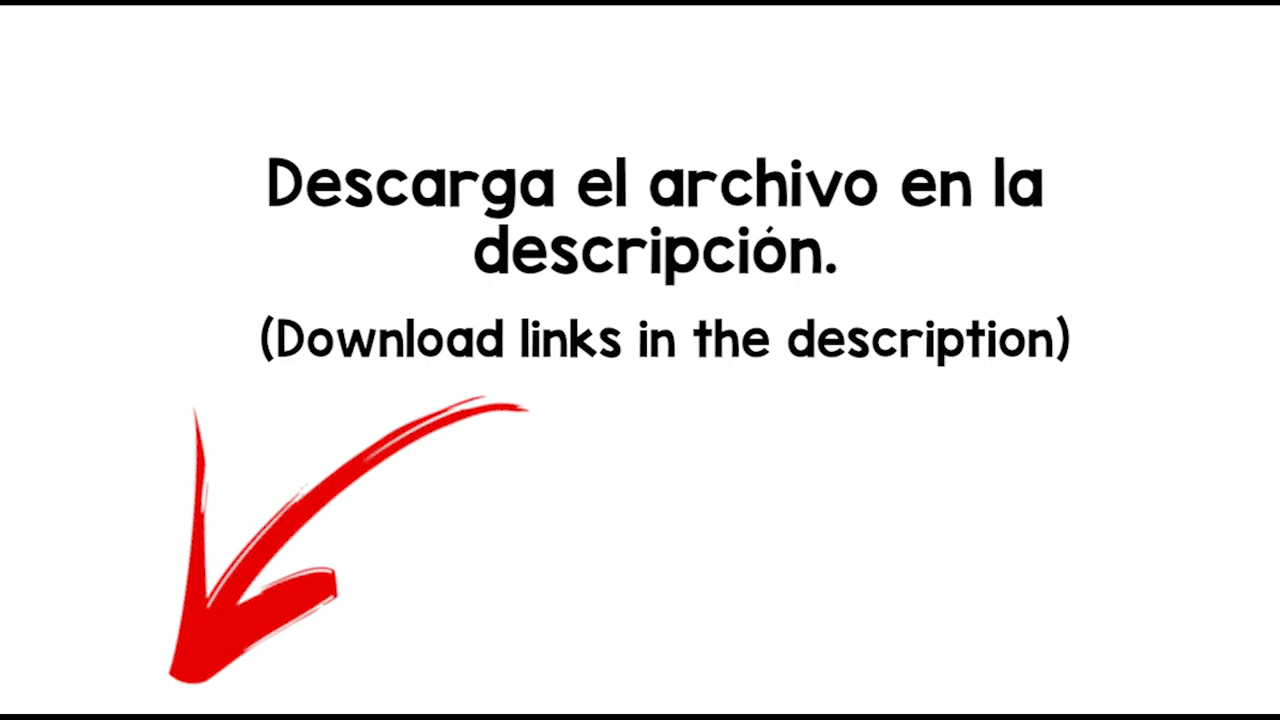 Descarga el archivo en la
descripción.
(Download links in the description)